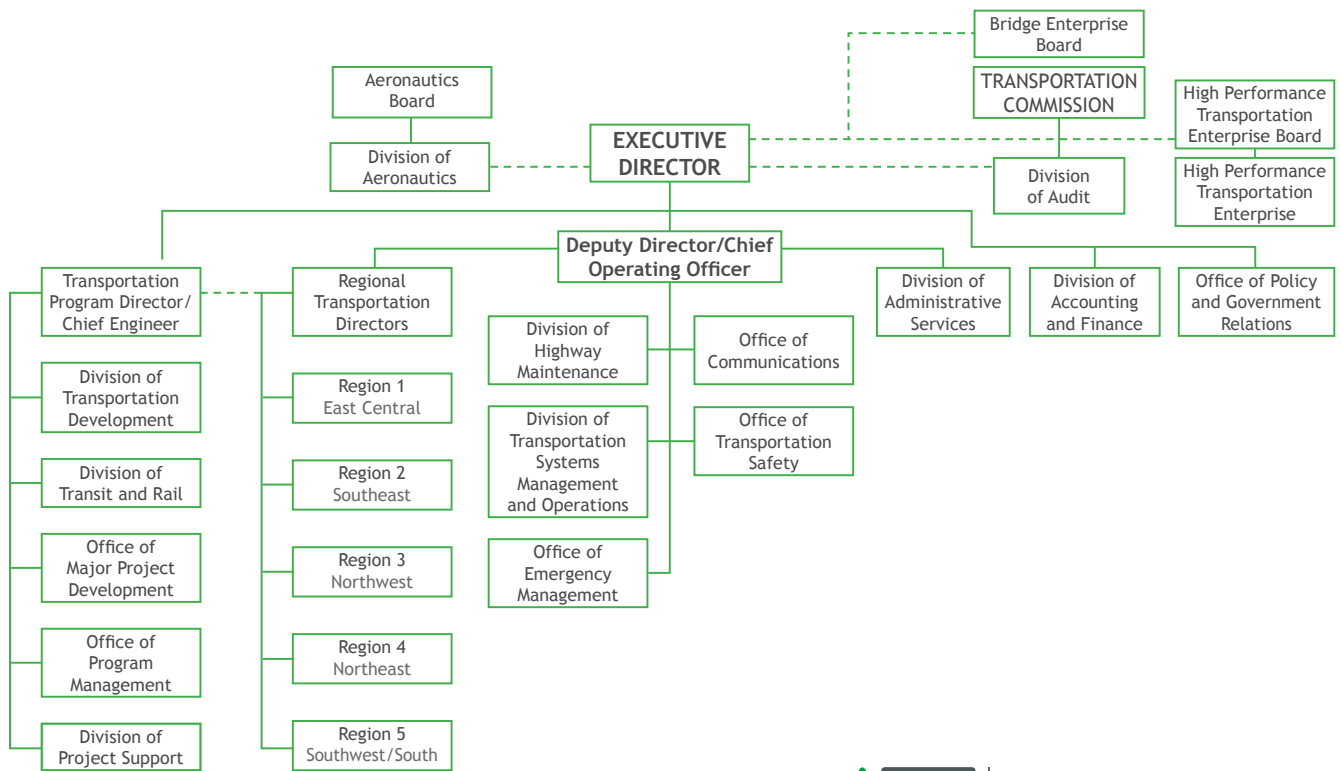 Bridge Enterprise
Board
Aeronautics
Board
TRANSPORTATION
COMMISSION
High Performance
Transportation
Enterprise Board
EXECUTIVE
DIRECTOR
Division of
Aeronautics
Division
of Audit
High Performance
Transportation
Enterprise
Deputy Director/Chief
Operating Officer
Transportation
Program Director/
Chief Engineer
Regional
Transportation
Directors
Division of
Administrative
Services
Division of
Accounting
and Finance
Office of Policy
and Government
Relations
Division of
Highway
Maintenance
Office of
Communications
Division of
Transportation
Development
Region 1
East Central
Division of
Transportation
Systems
Management
and Operations
Office of
Transportation
Safety
Division of
Transit and Rail
Region 2
Southeast
Office of
Major Project
Development
Region 3
Northwest
Office of
Emergency
Management
Office of
Program
Management
Region 4
Northeast
Division of
Project Support
Region 5
Southwest/South